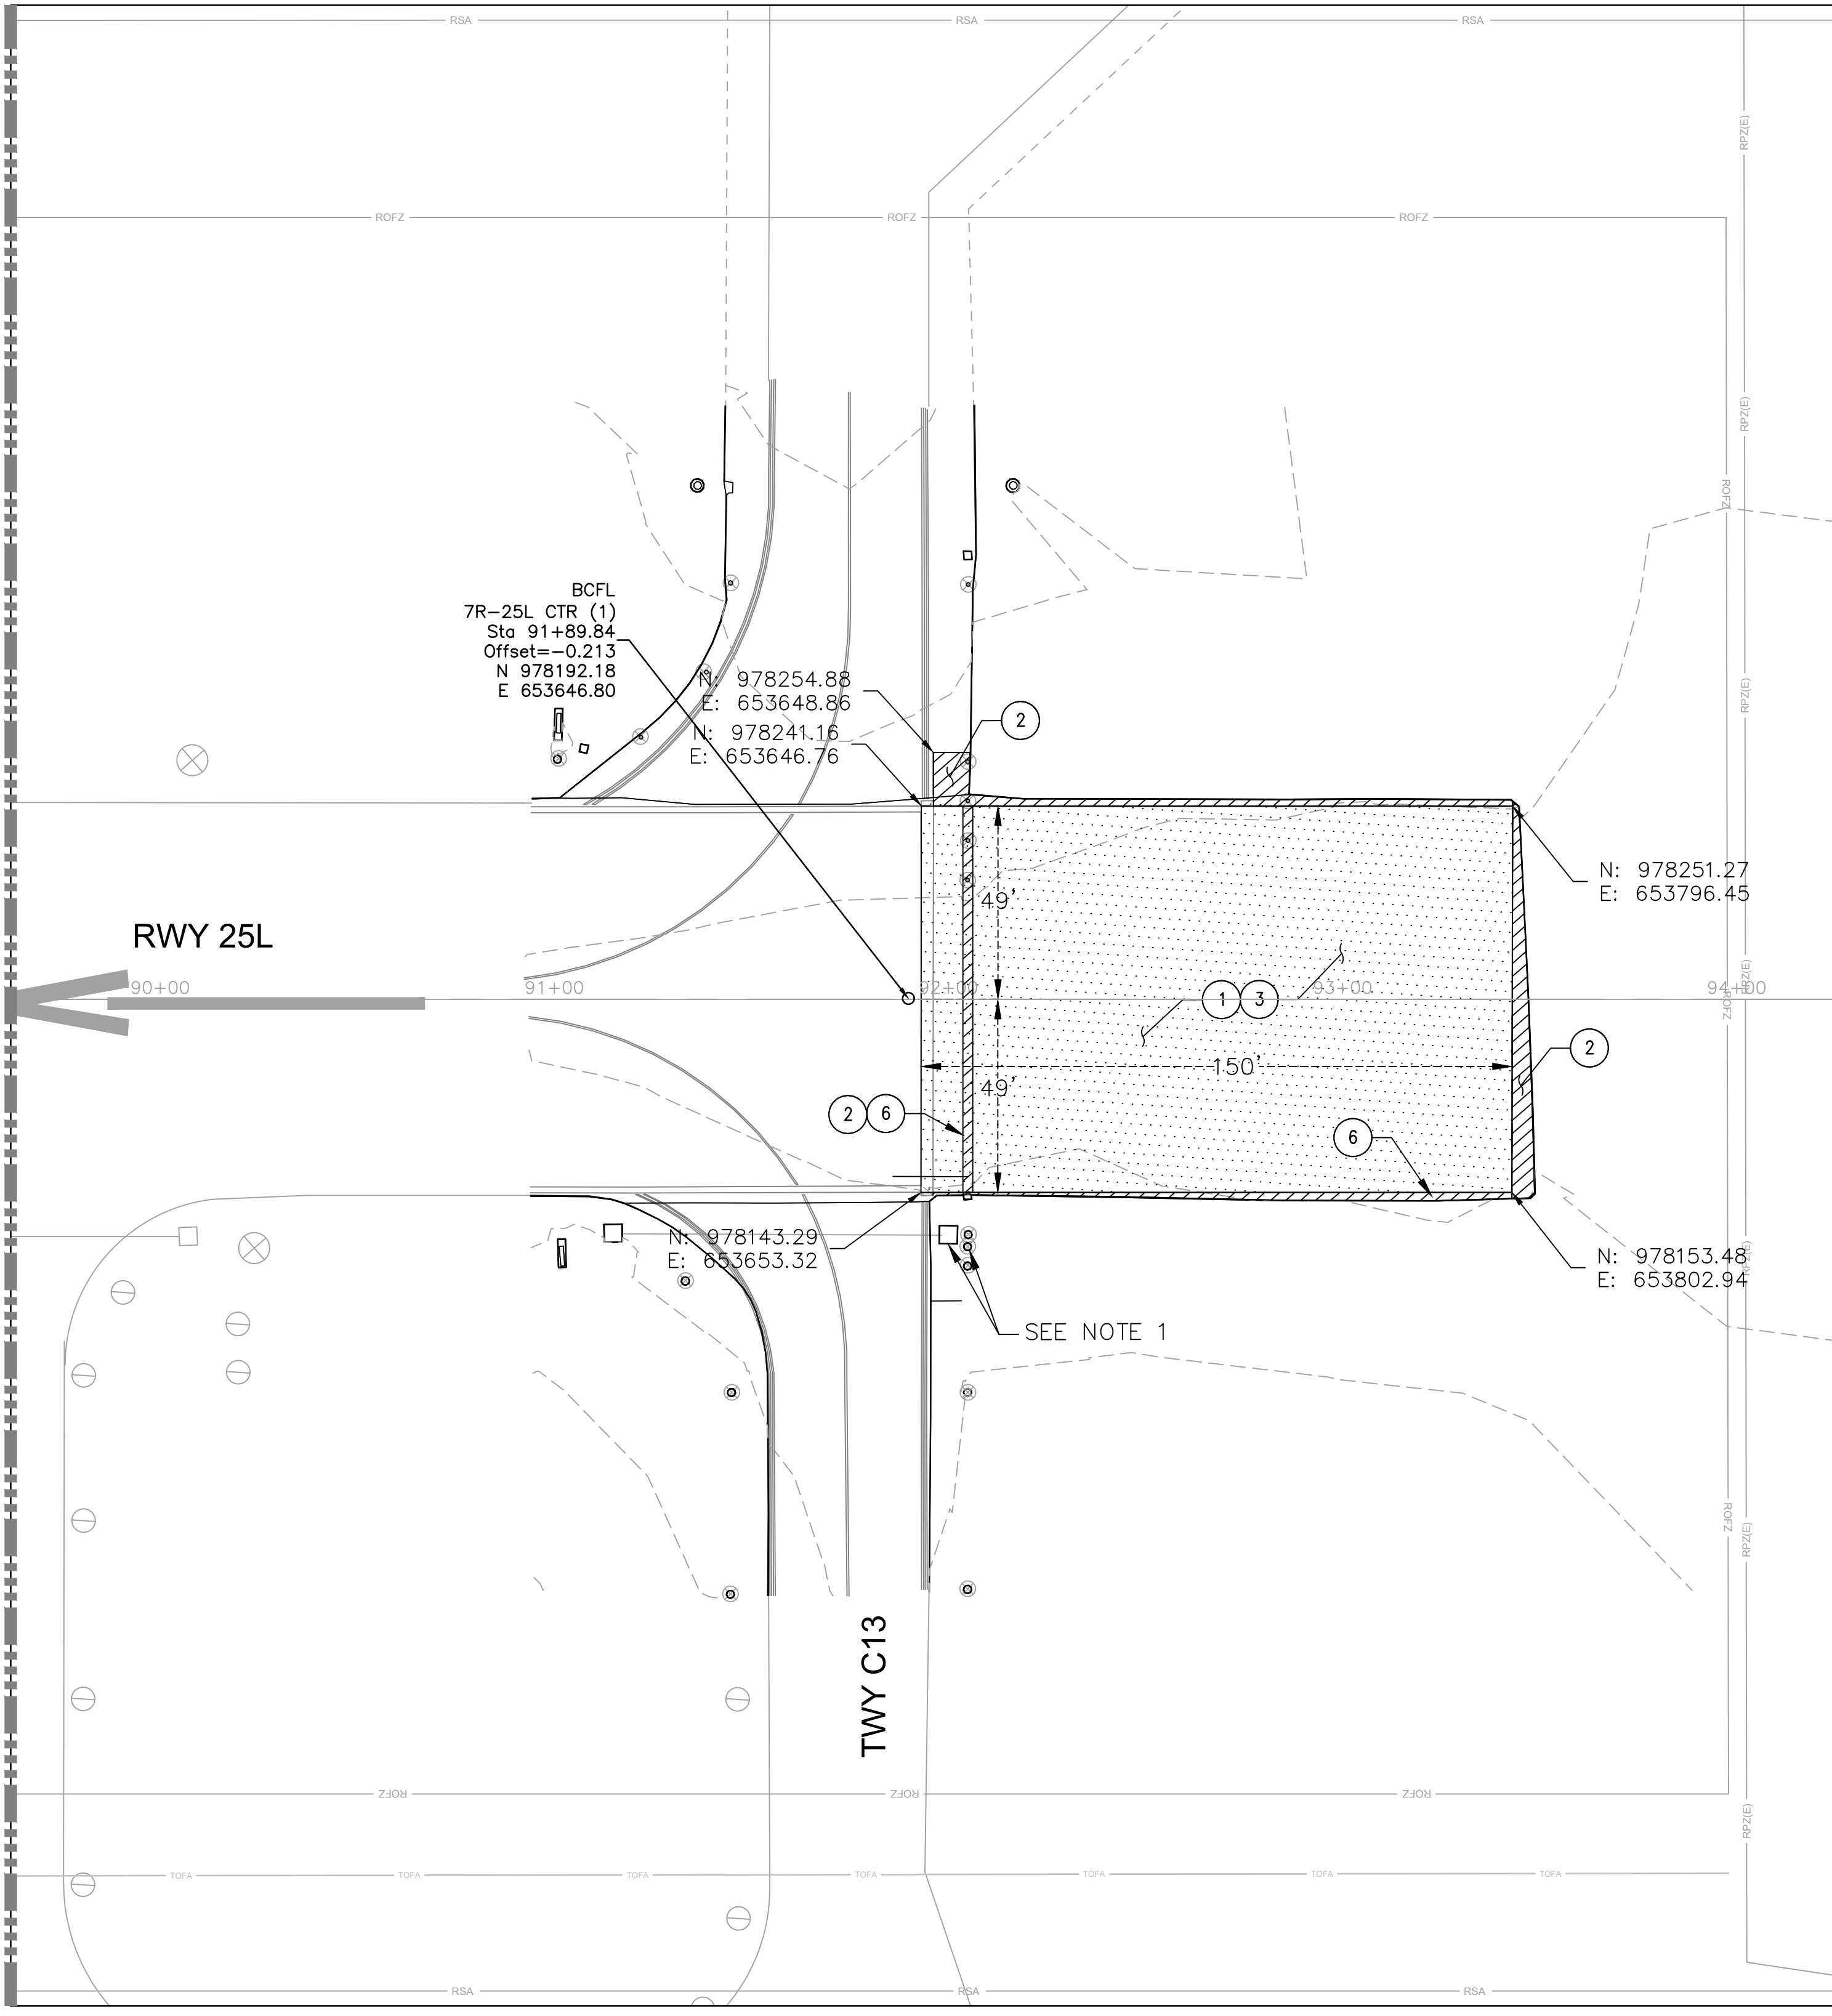 RSA
RSA
RSA
RPZ(E)
ROFZ
ROFZ
ROFZ
RPZ(E)
ROFZ
BCFL
7R-25L CTR (1)
Sta 91+89.84
Offset=-0.213
N 978192.18
E 653646.80
N: 978254.88
E: 653648.86
N: 978241.16
E: 653646.76
2
RPZ(E)
N: 978251.27
E: 653796.45
49'
RWY 25L
90+00
91+00
92+00
93+00
94+00
RPZ(E)
ROFZ
1
3
2
150'
49'
2
6
6
N: 978143.29
E: 653653.32
N: 978153.48
E: 653802.94
RPZ(E)
SEE NOTE 1
ROFZ
RPZ(E)
TWY C13
ROFZ
ROFZ
ROFZ
RPZ(E)
TOFA
TOFA
TOFA
TOFA
TOFA
TOFA
TOFA
RSA
RSA
RSA